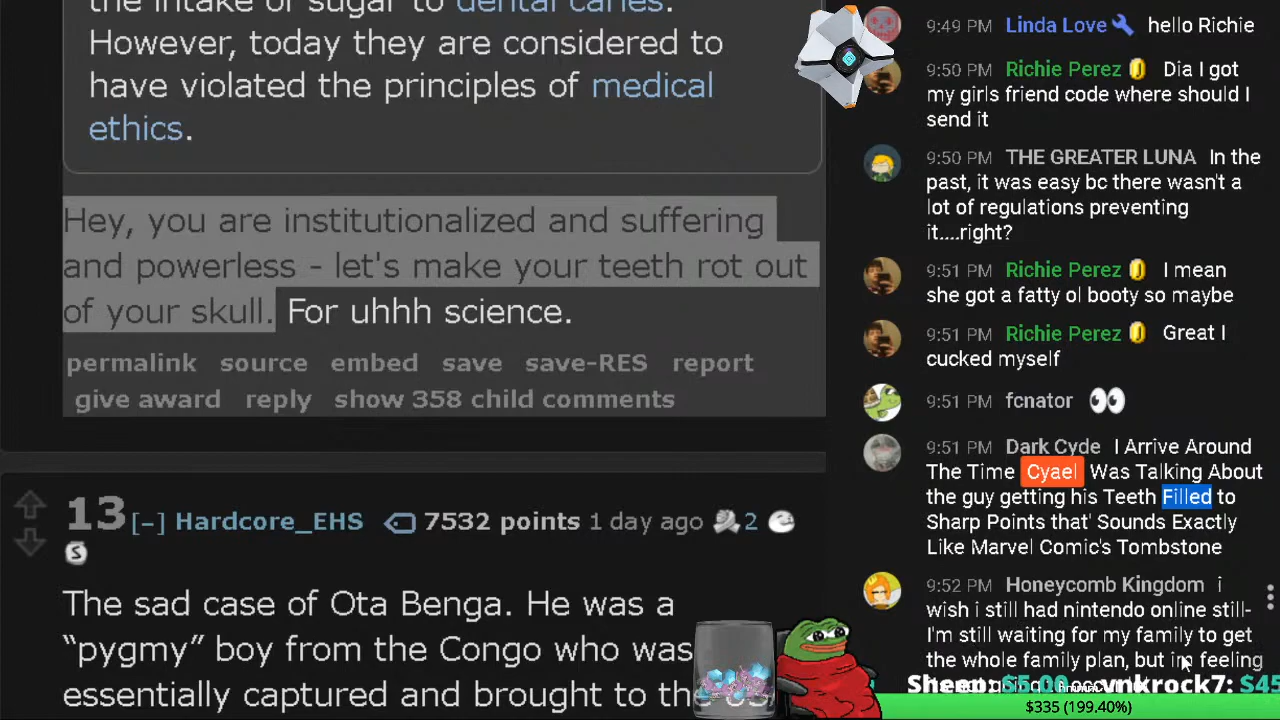 the intake of sugar to dental caries.
However, today they are considered to
have violated the principles of medical
ethics.
Hey, you are institutionalized and suffering
and powerless - let's make your teeth rot out
of your skull. For uhhh science.
permalink source embed save save-RES report
give award reply show 358 child comments
13 [–] Hardcore_EHS 7532 points 1 day ago 2
S
The sad case of Ota Benga. He was a
“pygmy” boy from the Congo who was
essentially captured and brought to the
9:49 PM Linda Love hello Richie
9:50 PM Richie Perez Dia I got
my girls friend code where should I
send it
9:50 PM THE GREATER LUNA In the
past, it was easy bc there wasn't a
lot of regulations preventing
it....right?
9:51 PM Richie Perez I mean
she got a fatty ol booty so maybe
9:51 PM Richie Perez Great I
cucked myself
9:51 PM fcnator
9:51 PM Dark Cyde I Arrive Around
The Time Cyael Was Talking About
the guy getting his Teeth Filled to
Sharp Points that' Sounds Exactly
Like Marvel Comic's Tombstone
9:52 PM Honeycomb Kingdom i
wish i still had nintendo online still-
I'm still waiting for my family to get
the whole family plan, but im feeling
Sheep: $5.00 vnkrock7: $45
$335 (199.40%)